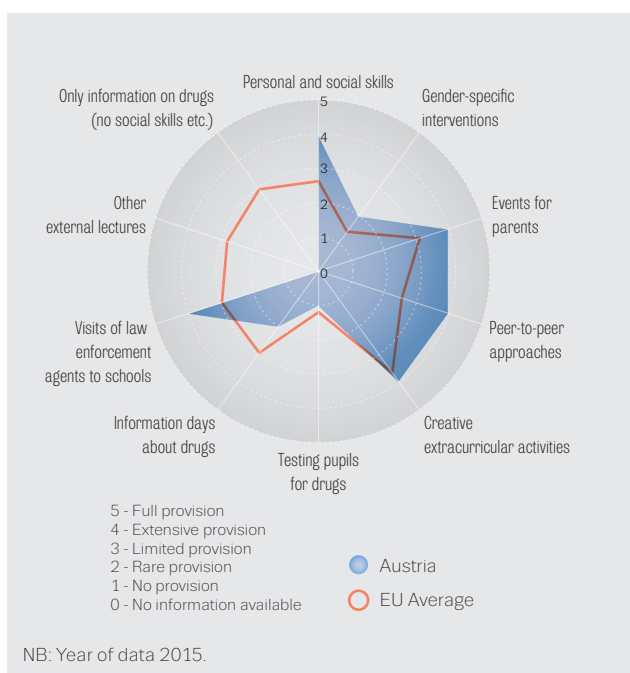 Personal and social skills
Only information on drugs
(no social skills etc.)
Gender-specific
interventions
Other
external lectures
Events for
parents
Visits of law
enforcement
agents to schools
Peer-to-peer
approaches
Information days
about drugs
Creative
extracurricular activities
Testing pupils
for drugs
5
4
3
2
1
0
5 - Full provision
4 - Extensive provision
3 - Limited provision
2 - Rare provision
1 - No provision
0 - No information available
Austria
EU Average
NB: Year of data 2015.